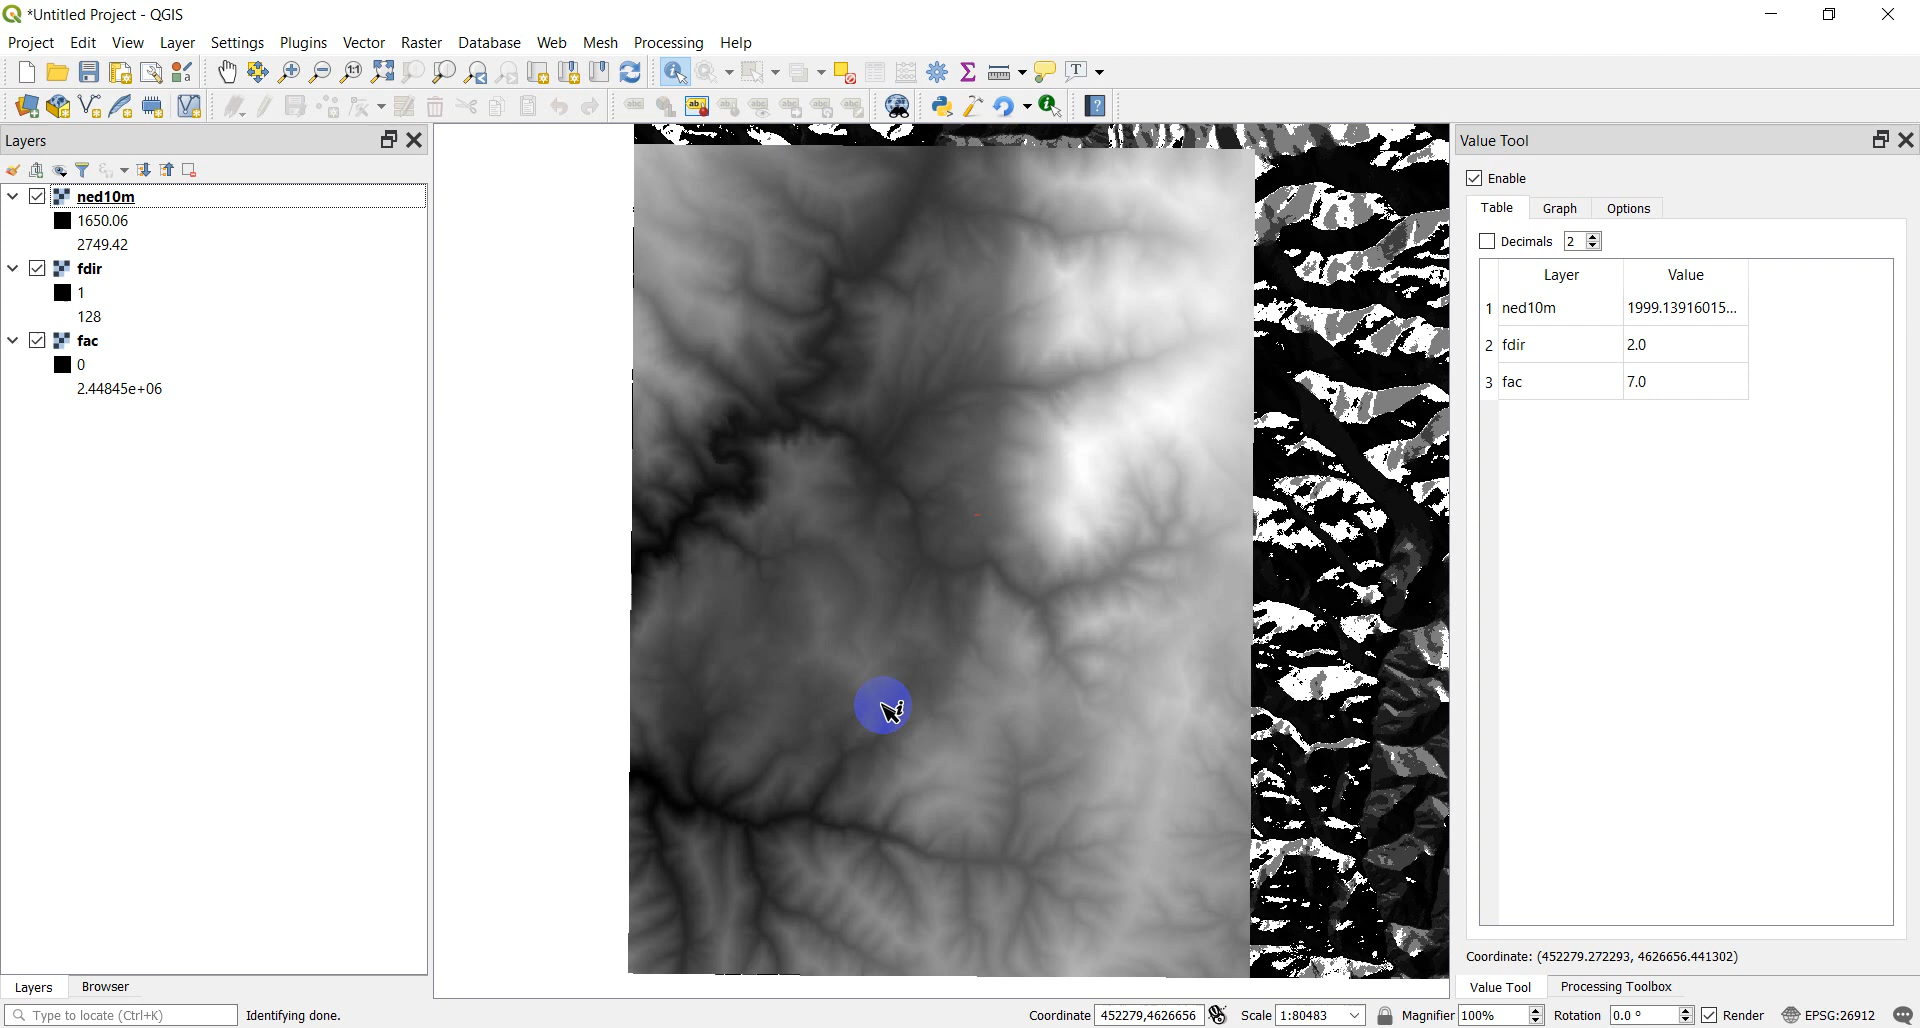 *Untitled Project - QGIS
Project Edit View Layer Settings Plugins Vector Raster Database Web Mesh Processing Help
Layers
ned10m
1650.06
2749.42
fdir
1
128
fac
0
2.44845e+06
Value Tool
Enable
Table Graph Options
Decimals 2
Layer Value
1 ned10m 1999.13916015...
2 fdir 2.0
3 fac 7.0
Coordinate: (452279.272293, 4626656.441302)
Layers Browser
Value Tool Processing Toolbox
Type to locate (Ctrl+K) Identifying done. Coordinate 452279,4626656 Scale 1:80483 Magnifier 100% Rotation 0.0 ° Render EPSG:26912